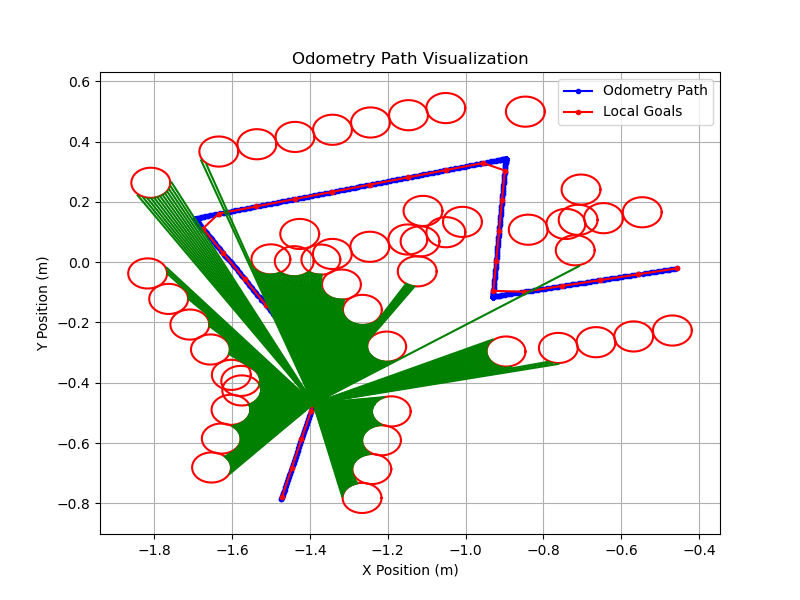 Odometry Path Visualization
Odometry Path
Local Goals
Y Position (m)
0.6
0.4
0.2
0.0
−0.2
−0.4
−0.6
−0.8
−1.8 −1.6 −1.4 −1.2 −1.0 −0.8 −0.6 −0.4
X Position (m)